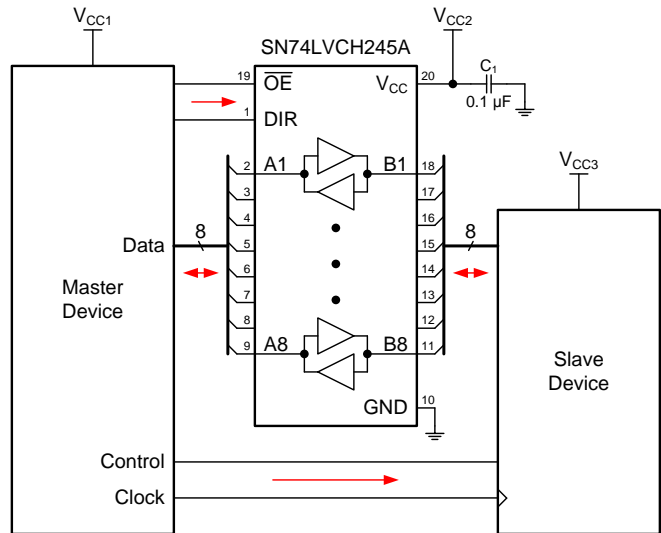 VCC1
SN74LVCH245A
VCC2
19 OE VCC 20
C1
0.1 µF
1 DIR
2 A1 B1 18
3 17
VCC3
4 16
Data 8 5 15 8
6 14
Master
Device
7 13
8 12
9 A8 B8 11
Slave
Device
GND 10
Control
Clock